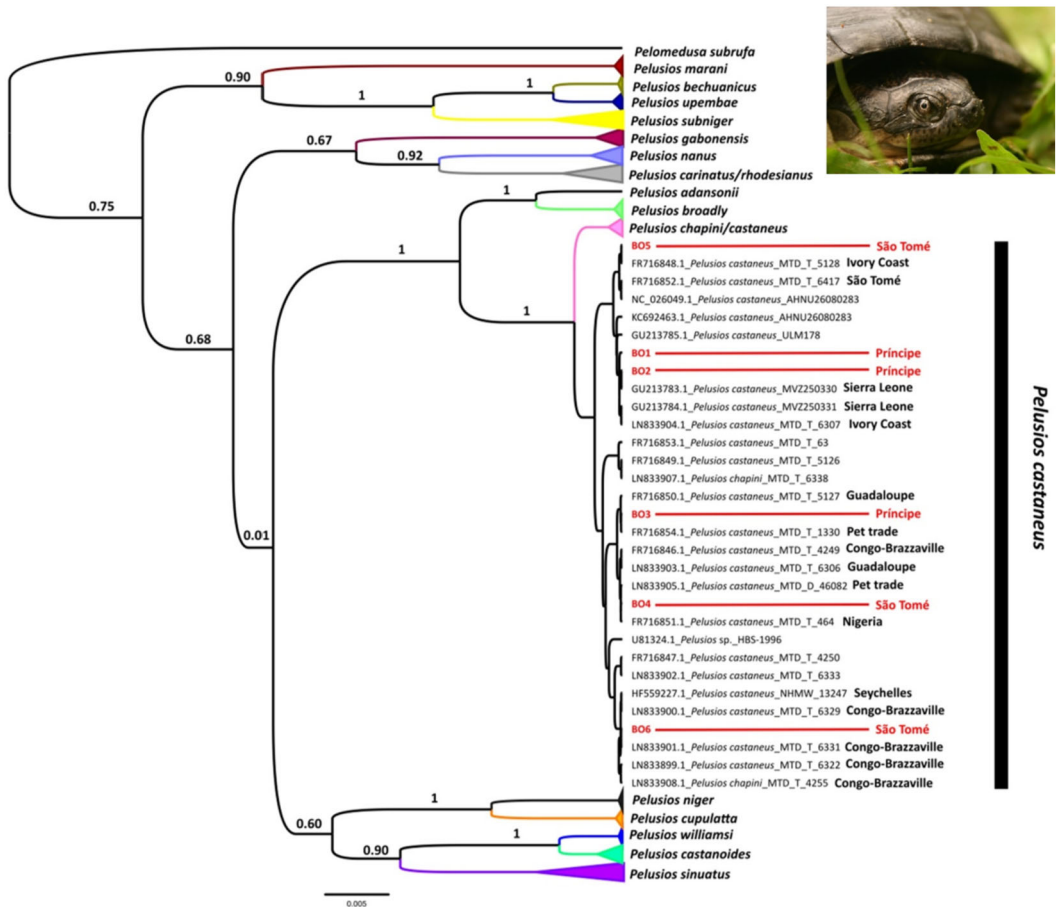 Pelomedusa subrufa
0.90
Pelusios marani
1
1
Pelusios bechuanicus
Pelusios upembae
Pelusios subniger
0.67
Pelusios gabonensis
0.92
Pelusios nanus
Pelusios carinatus/rhodesianus
0.75
1
Pelusios adansonii
Pelusios broadly
Pelusios chapini/castaneus
1
BO5 São Tomé
FR716848.1_Pelusios castaneus_MTD_T_5128 Ivory Coast
FR716852.1_Pelusios castaneus_MTD_T_6417 São Tomé
NC_026049.1_Pelusios castaneus_AHNU26080283
1
KC692463.1_Pelusios castaneus_AHNU26080283
GU213785.1_Pelusios castaneus_ULM178
0.68
BO1 Príncipe
BO2 Príncipe
GU213783.1_Pelusios castaneus_MVZ250330 Sierra Leone
GU213784.1_Pelusios castaneus_MVZ250331 Sierra Leone
LN833904.1_Pelusios castaneus_MTD_T_6307 Ivory Coast
FR716853.1_Pelusios castaneus_MTD_T_63
FR716849.1_Pelusios castaneus_MTD_T_5126
LN833907.1_Pelusios chapini_MTD_T_6338
FR716850.1_Pelusios castaneus_MTD_T_5127 Guadaloupe
BO3 Príncipe
FR716854.1_Pelusios castaneus_MTD_T_1330 Pet trade
0.01
FR716846.1_Pelusios castaneus_MTD_T_4249 Congo-Brazzaville
LN833903.1_Pelusios castaneus_MTD_T_6306 Guadaloupe
LN833905.1_Pelusios castaneus_MTD_D_46082 Pet trade
BO4 São Tomé
FR716851.1_Pelusios castaneus_MTD_T_464 Nigeria
U81324.1_Pelusios sp._HBS-1996
FR716847.1_Pelusios castaneus_MTD_T_4250
LN833902.1_Pelusios castaneus_MTD_T_6333
HF559227.1_Pelusios castaneus_NHMW_13247 Seychelles
LN833900.1_Pelusios castaneus_MTD_T_6329 Congo-Brazzaville
BO6 São Tomé
LN833901.1_Pelusios castaneus_MTD_T_6331 Congo-Brazzaville
LN833899.1_Pelusios castaneus_MTD_T_6322 Congo-Brazzaville
LN833908.1_Pelusios chapini_MTD_T_4255 Congo-Brazzaville
Pelusios castaneus
1
Pelusios niger
Pelusios cupulatta
0.60
1
Pelusios williamsi
0.90
Pelusios castanoides
Pelusios sinuatus
0.005